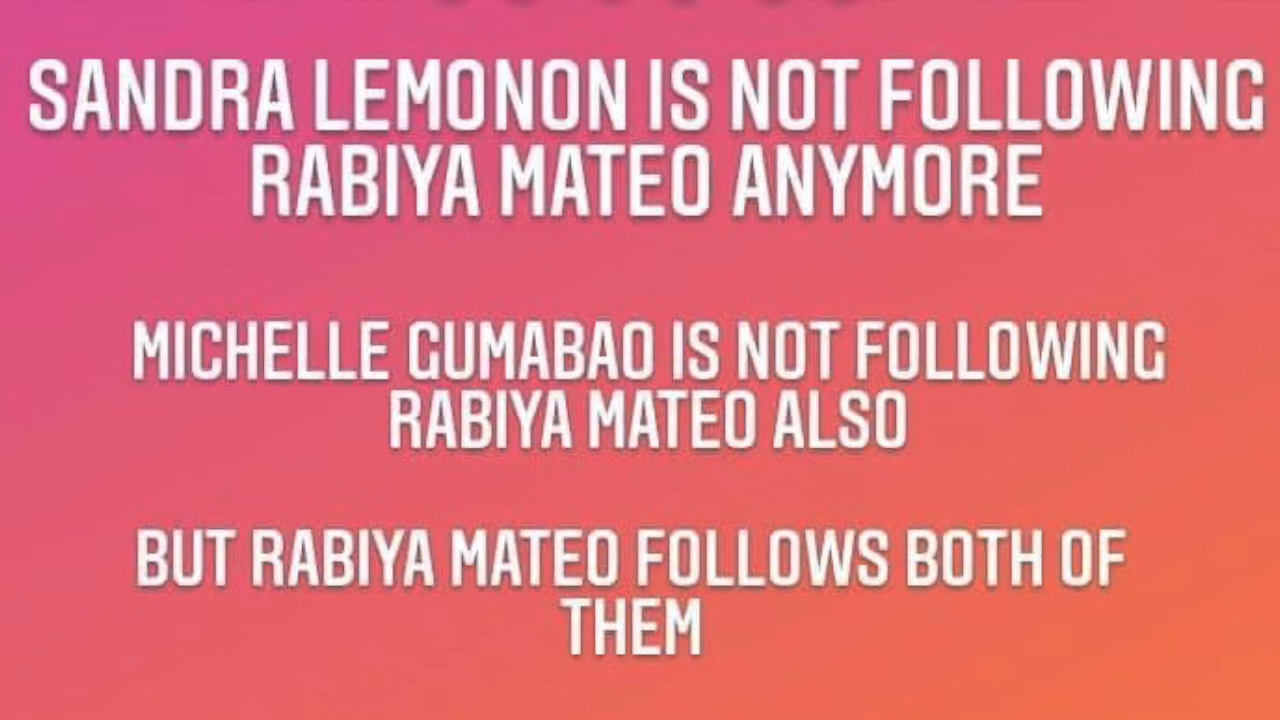 SANDRA LEMONON IS NOT FOLLOWING
RABIYA MATEO ANYMORE
MICHELLE GUMABAO IS NOT FOLLOWING
RABIYA MATEO ALSO
BUT RABIYA MATEO FOLLOWS BOTH OF
THEM